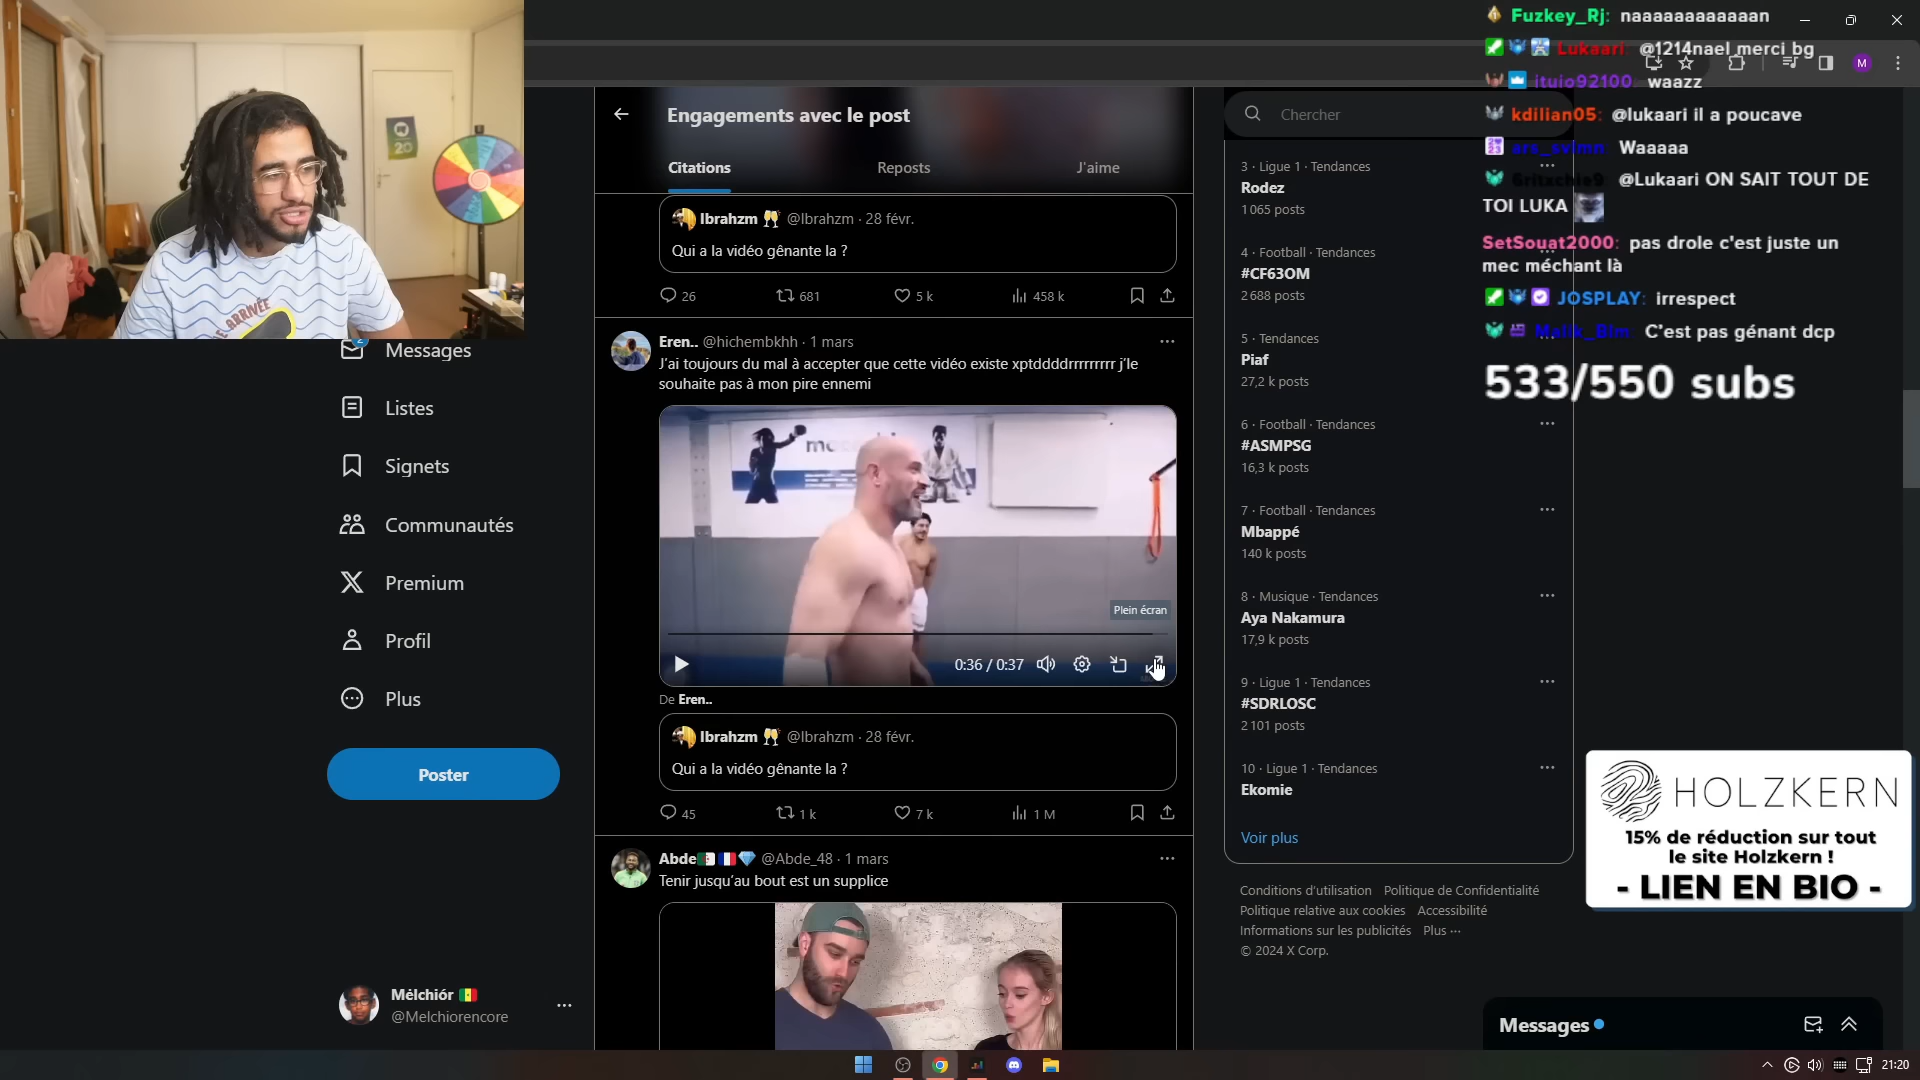 Fuzkey_Rj: naaaaaaaaaaaaan
Lukaari: @1214nael merci bg
ituio92100: waazz
kdilian05: @lukaari il a poucave
Waaaaa
@Lukaari ON SAIT TOUT DE
TOI LUKA
SetSouat2000: pas drole c'est juste un
mec méchant là
JOSPLAY: irrespect
Malik_Blm: C'est pas génant dcp
533/550 subs
20
ARRIVÉE
M
Messages
2
Listes
Signets
Communautés
Premium
Profil
Plus
Poster
Mélchiór
@Melchiorencore
Engagements avec le post
Citations
Reposts
J'aime
Ibrahzm @Ibrahzm · 28 févr.
Qui a la vidéo gênante la ?
26
681
5 k
458 k
Eren.. @hichembkhh · 1 mars
J'ai toujours du mal à accepter que cette vidéo existe xptddddrrrrrrrrr j'le
souhaite pas à mon pire ennemi
Plein écran
0:36 / 0:37
De Eren..
Ibrahzm @Ibrahzm · 28 févr.
Qui a la vidéo gênante la ?
45
1 k
7 k
1 M
Abde @Abde_48 · 1 mars
Tenir jusqu'au bout est un supplice
Chercher
3 · Ligue 1 · Tendances
Rodez
1 065 posts
4 · Football · Tendances
#CF63OM
2 688 posts
5 · Tendances
Piaf
27,2 k posts
6 · Football · Tendances
#ASMPSG
16,3 k posts
7 · Football · Tendances
Mbappé
140 k posts
8 · Musique · Tendances
Aya Nakamura
17,9 k posts
9 · Ligue 1 · Tendances
#SDRLOSC
2 101 posts
10 · Ligue 1 · Tendances
Ekomie
Voir plus
Conditions d'utilisation Politique de Confidentialité
Politique relative aux cookies Accessibilité
Informations sur les publicités Plus ···
© 2024 X Corp.
HOLZKERN
15% de réduction sur tout
le site Holzkern !
- LIEN EN BIO -
Messages
21:20